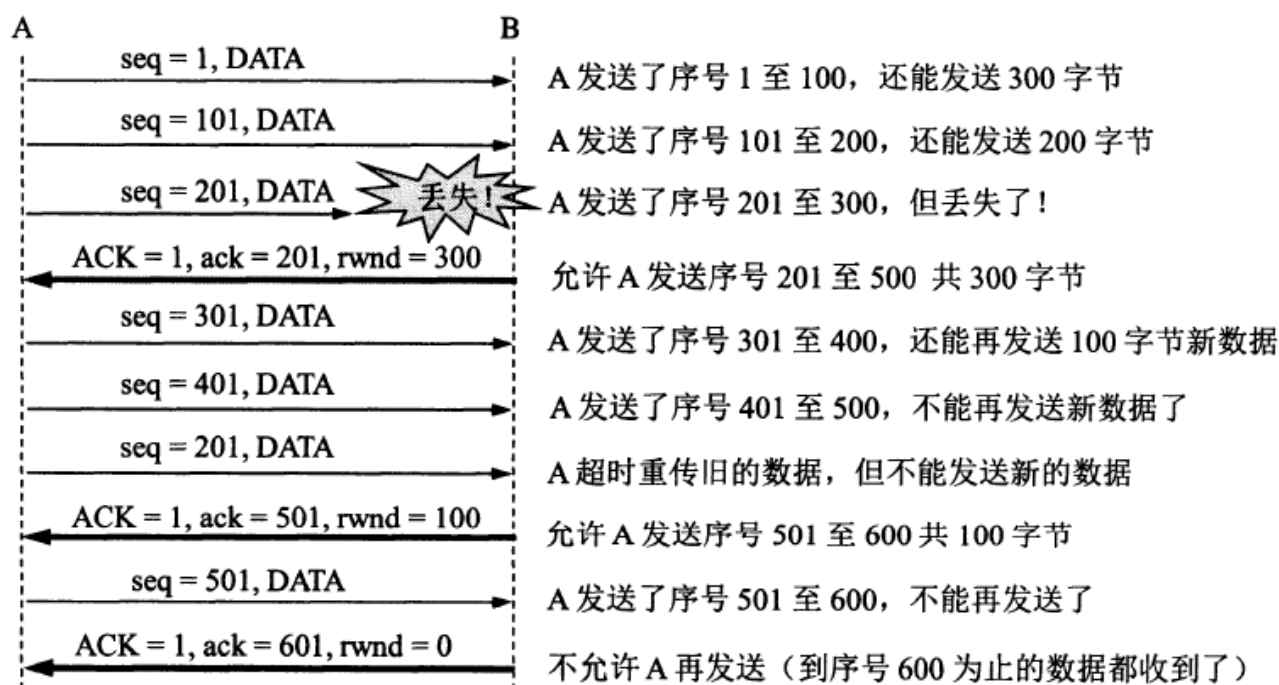 A B
seq = 1, DATA
A 发送了序号 1 至 100，还能发送 300 字节
seq = 101, DATA
A 发送了序号 101 至 200，还能发送 200 字节
seq = 201, DATA
丢失！
A 发送了序号 201 至 300，但丢失了！
ACK = 1, ack = 201, rwnd = 300
允许 A 发送序号 201 至 500 共 300 字节
seq = 301, DATA
A 发送了序号 301 至 400，还能再发送 100 字节新数据
seq = 401, DATA
A 发送了序号 401 至 500，不能再发送新数据了
seq = 201, DATA
A 超时重传旧的数据，但不能发送新的数据
ACK = 1, ack = 501, rwnd = 100
允许 A 发送序号 501 至 600 共 100 字节
seq = 501, DATA
A 发送了序号 501 至 600，不能再发送了
ACK = 1, ack = 601, rwnd = 0
不允许 A 再发送（到序号 600 为止的数据都收到了）